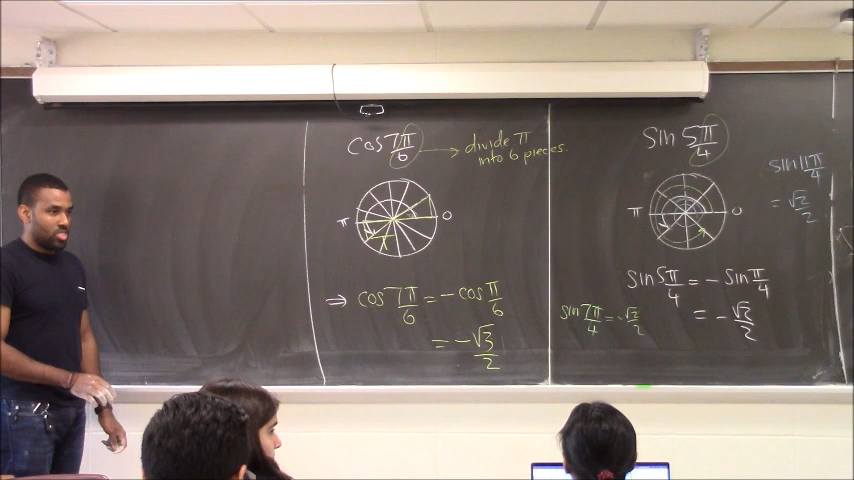 cos 7π/6 → divide π
into 6 pieces.
π 0
⇒ cos 7π/6 = -cos π/6
= -√3/2
sin 5π/4
π 0
sin 5π/4 = -sin π/4
= -√2/2
sin 7π/4 = -√2/2
sin 11π/4
= √2/2